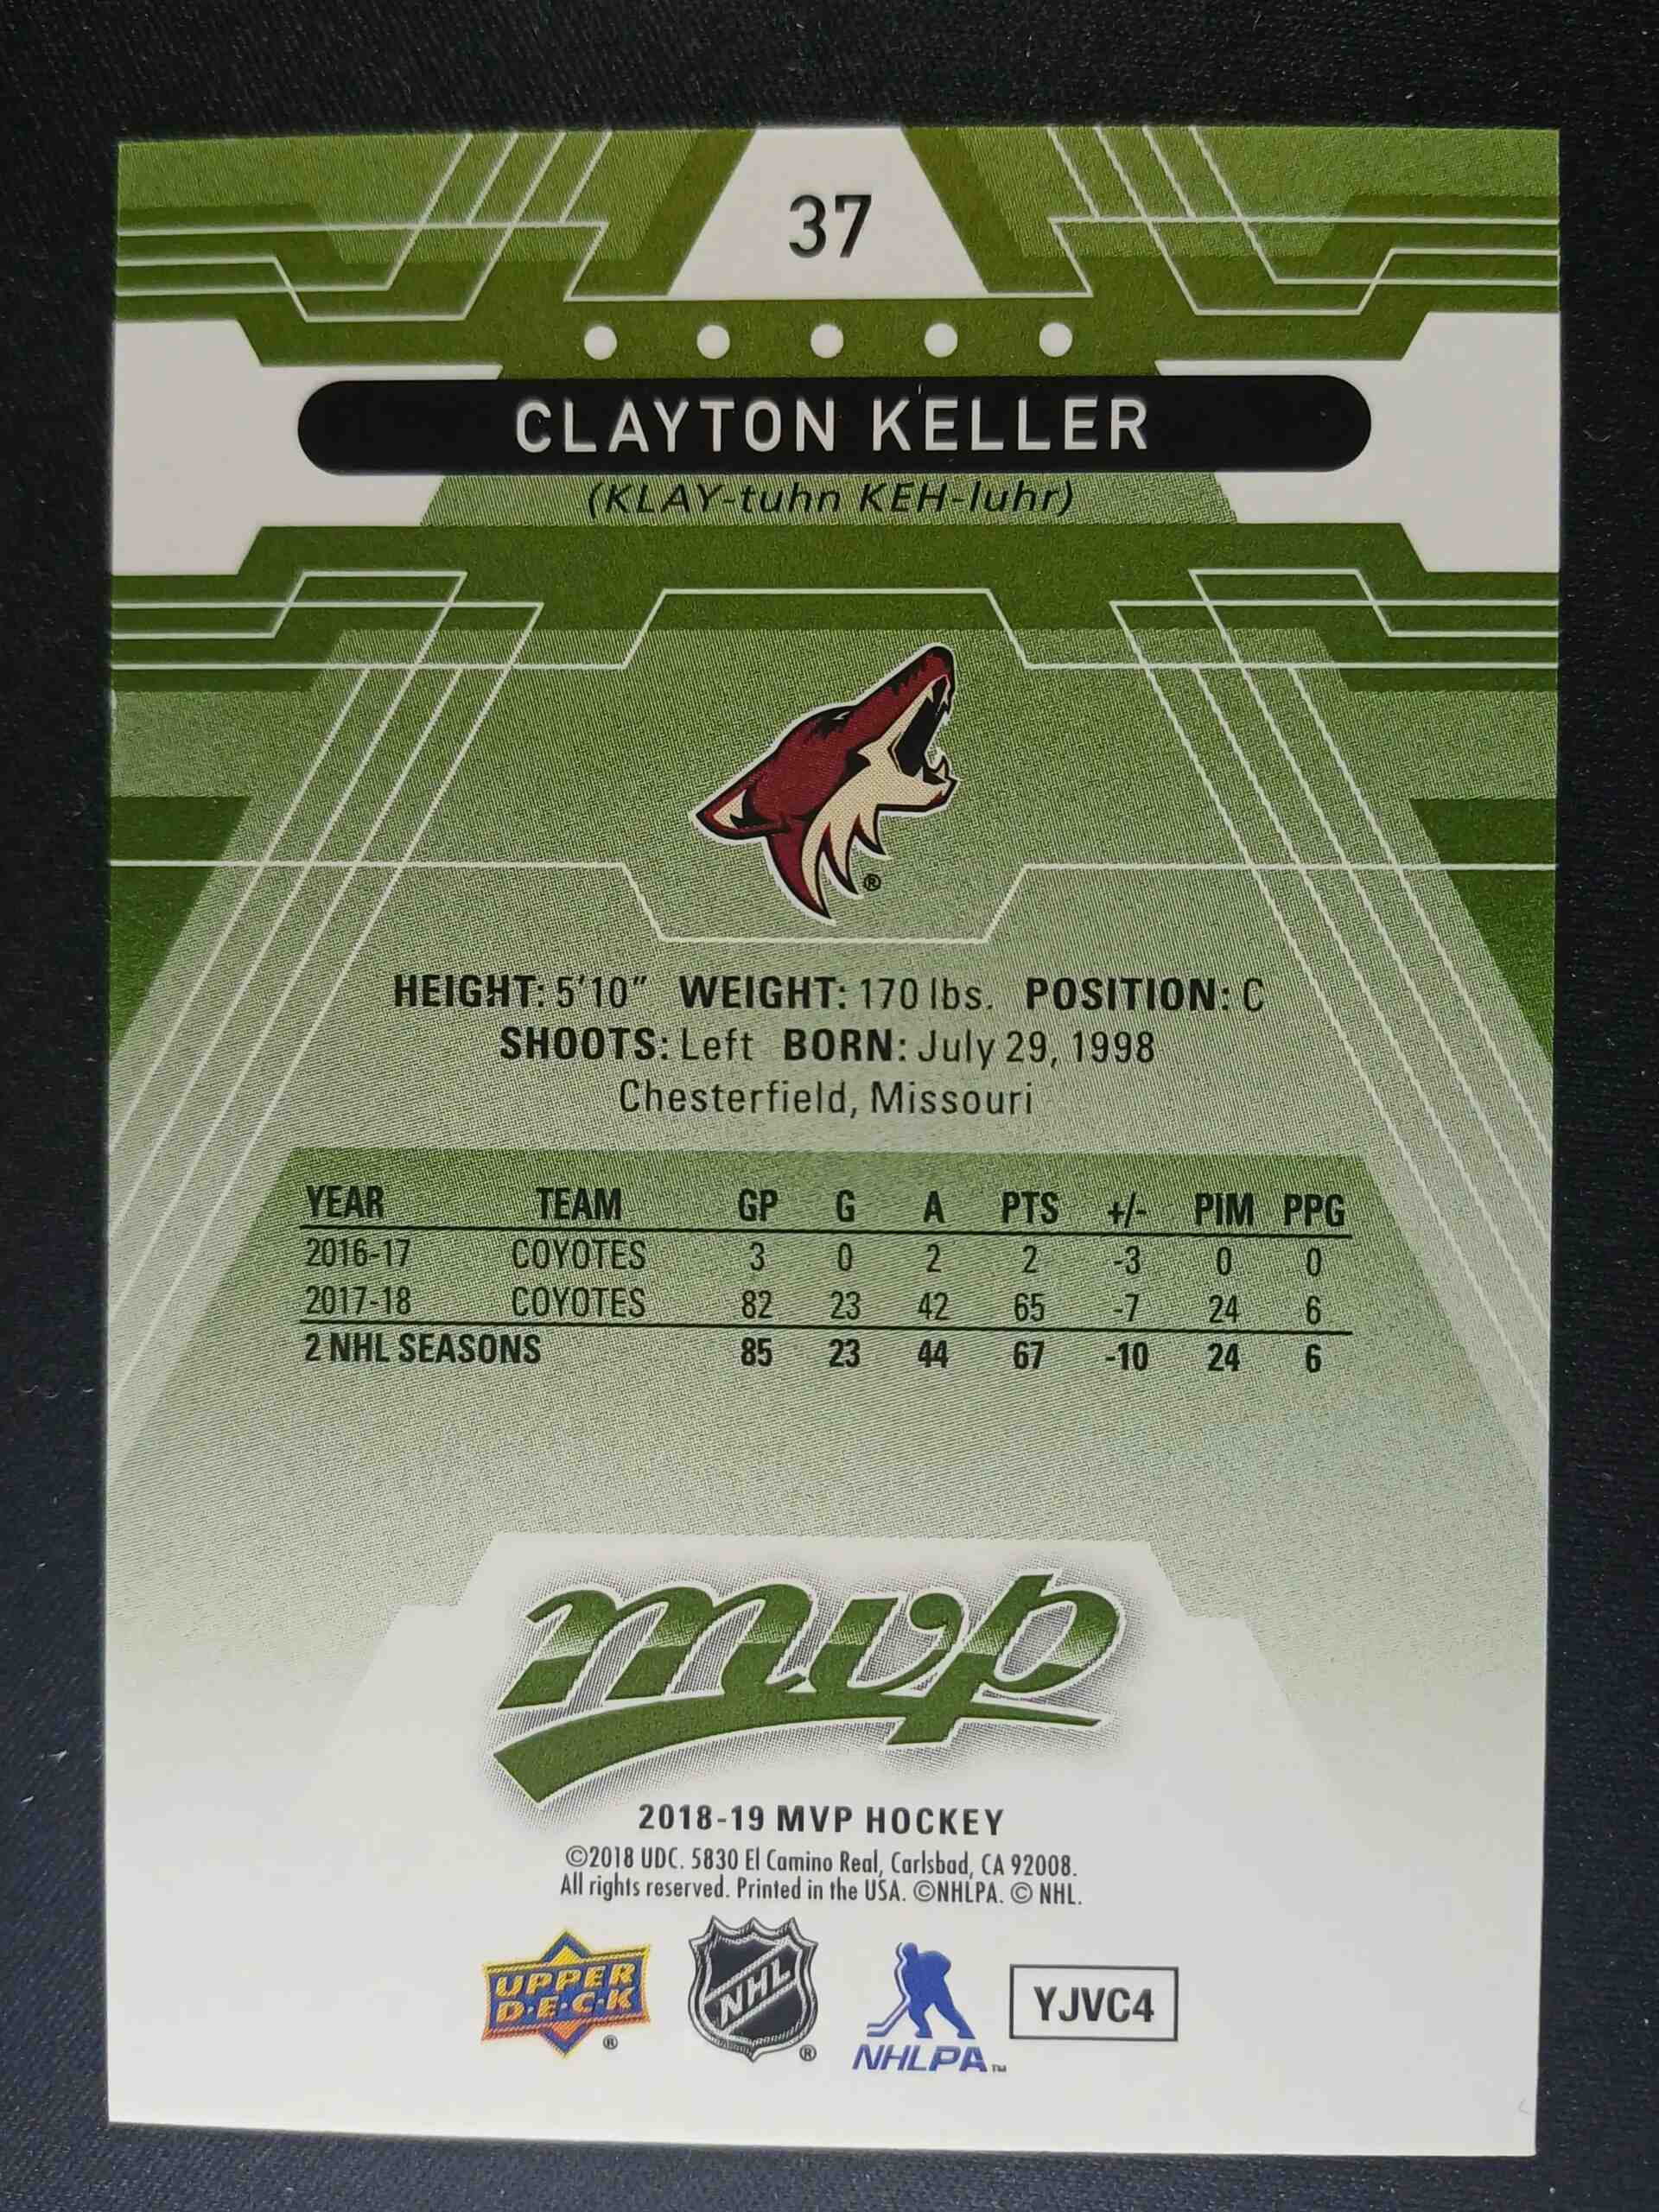 37
CLAYTON KELLER
(KLAY-tuhn KEH-luhr)
®
HEIGHT: 5'10" WEIGHT: 170 lbs. POSITION: C
SHOOTS: Left BORN: July 29, 1998
Chesterfield, Missouri
YEAR TEAM GP G A PTS +/- PIM PPG
2016-17 COYOTES 3 0 2 2 -3 0 0
2017-18 COYOTES 82 23 42 65 -7 24 6
2 NHL SEASONS 85 23 44 67 -10 24 6
mvp
2018-19 MVP HOCKEY
©2018 UDC. 5830 El Camino Real, Carlsbad, CA 92008.
All rights reserved. Printed in the USA. ©NHLPA. © NHL.
UPPER
D·E·C·K
®
NHL
®
NHLPA™
YJVC4